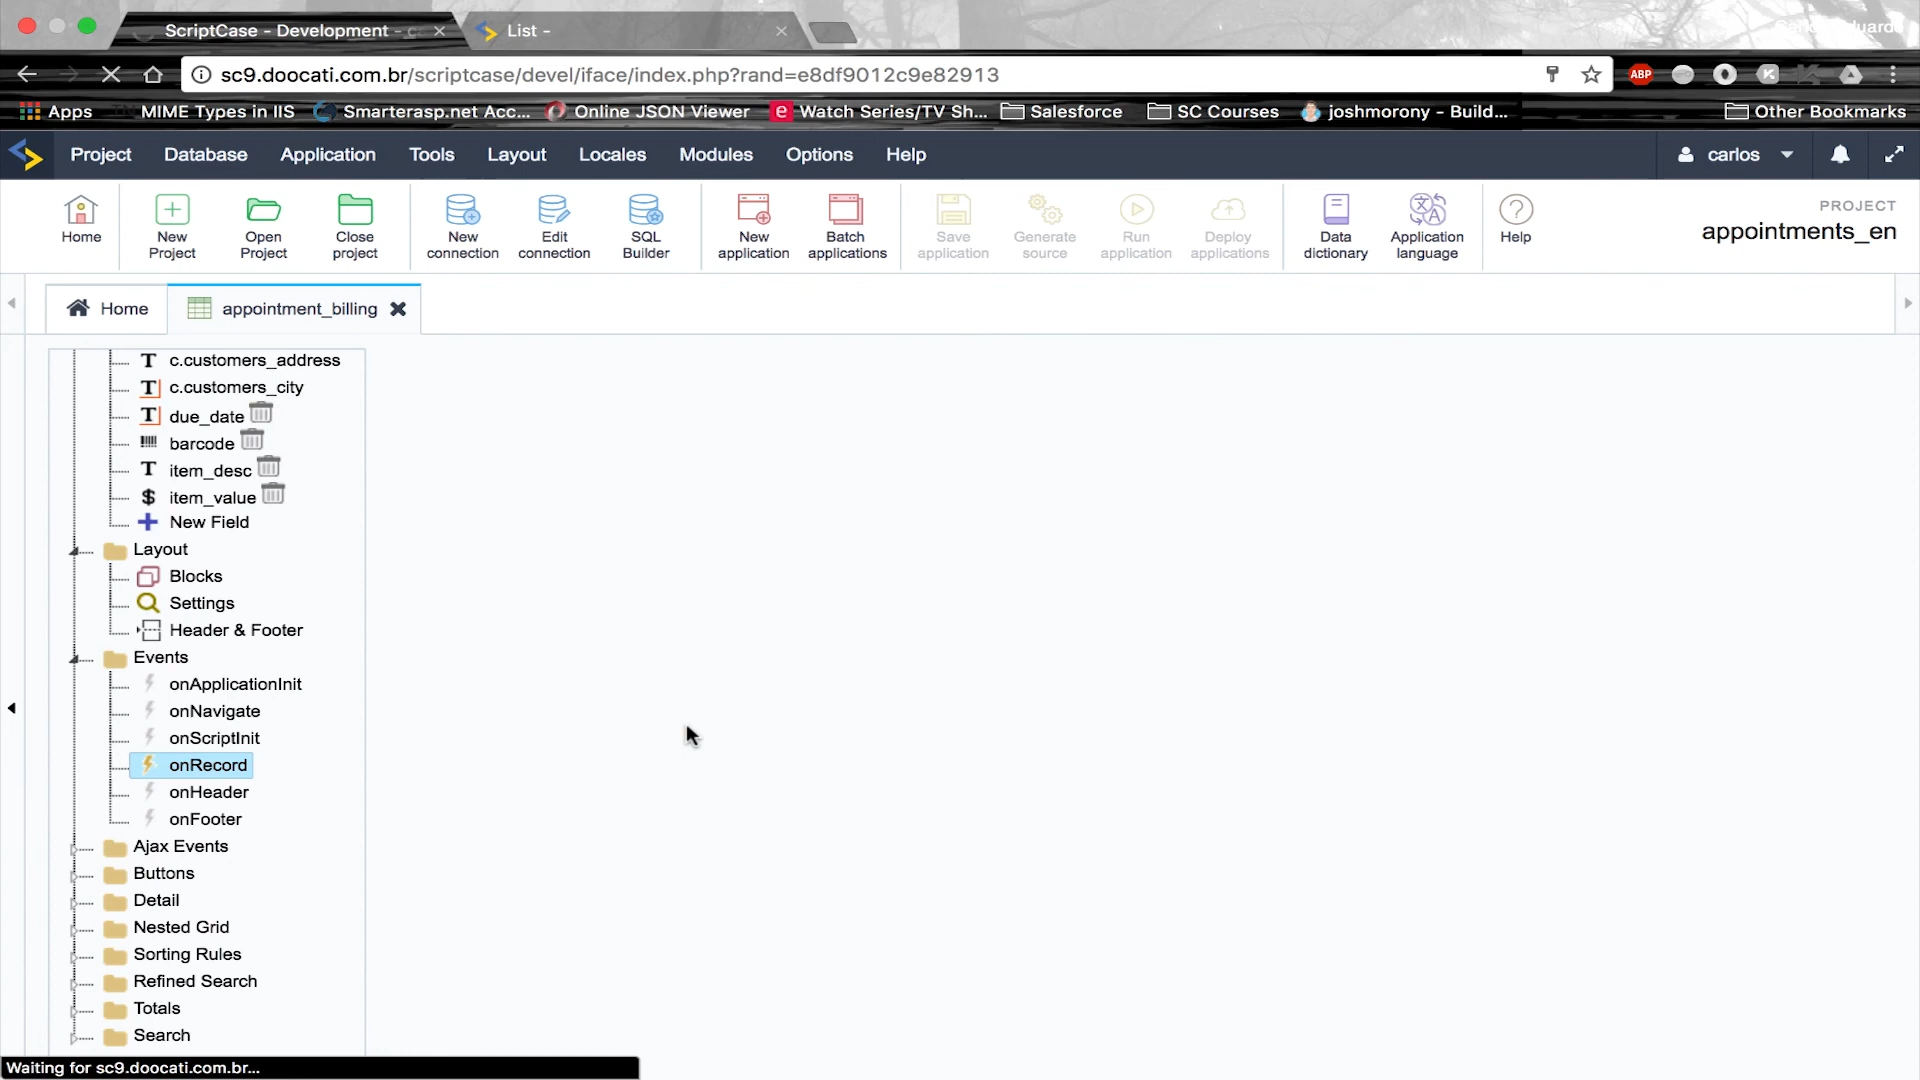 ScriptCase - Development - c
List -
sc9.doocati.com.br/scriptcase/devel/iface/index.php?rand=e8df9012c9e82913
ABP
Apps
MIME Types in IIS
Smarterasp.net Acc...
Online JSON Viewer
Watch Series/TV Sh...
Salesforce
SC Courses
joshmorony - Build...
Other Bookmarks
Project Database Application Tools Layout Locales Modules Options Help
carlos
Home
New Project
Open Project
Close project
New connection
Edit connection
SQL Builder
New application
Batch applications
Save application
Generate source
Run application
Deploy applications
Data dictionary
Application language
Help
PROJECT
appointments_en
Home
appointment_billing
c.customers_address
c.customers_city
due_date
barcode
item_desc
item_value
New Field
Layout
Blocks
Settings
Header & Footer
Events
onApplicationInit
onNavigate
onScriptInit
onRecord
onHeader
onFooter
Ajax Events
Buttons
Detail
Nested Grid
Sorting Rules
Refined Search
Totals
Search
Waiting for sc9.doocati.com.br...